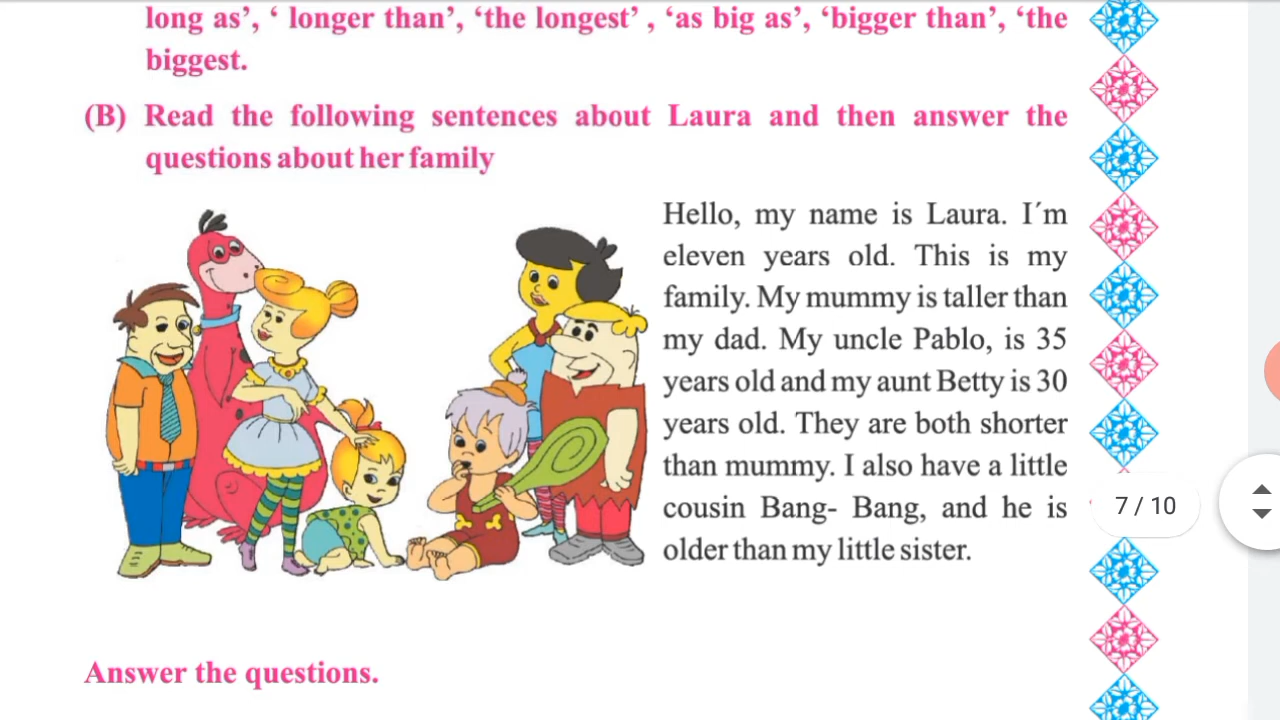 long as’, ‘ longer than’, ‘the longest’ , ‘as big as’, ‘bigger than’, ‘the
biggest.
(B) Read the following sentences about Laura and then answer the
questions about her family
Hello, my name is Laura. I´m
eleven years old. This is my
family. My mummy is taller than
my dad. My uncle Pablo, is 35
years old and my aunt Betty is 30
years old. They are both shorter
than mummy. I also have a little
cousin Bang- Bang, and he is
older than my little sister.
7 / 10
Answer the questions.